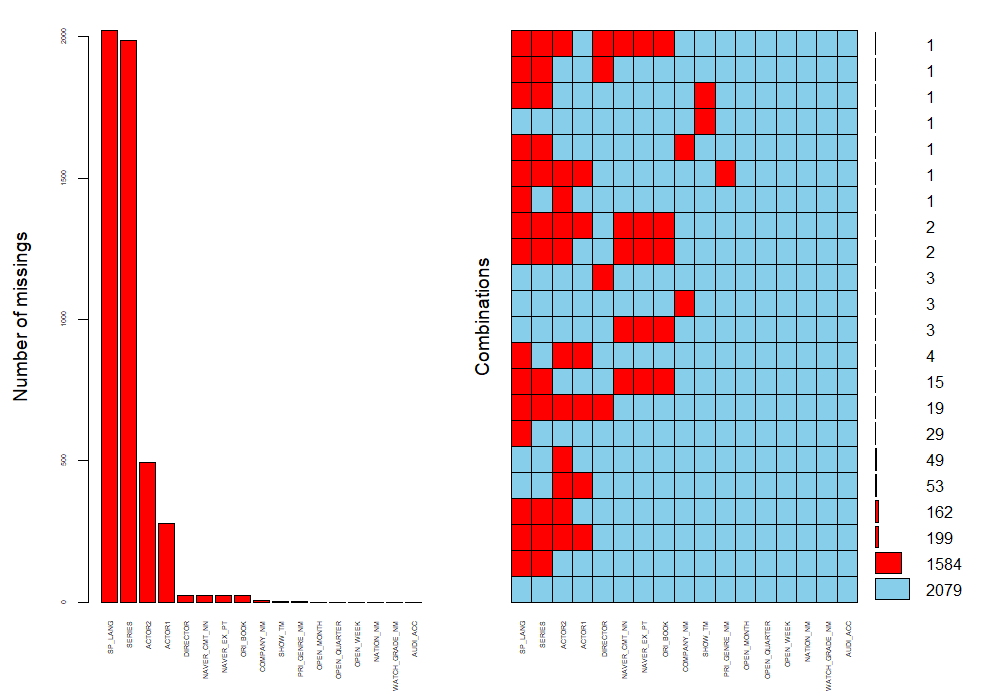 Number of missings
2000
1500
1000
500
0
SP_LANG
SERIES
ACTOR2
ACTOR1
DIRECTOR
NAVER_CMT_NN
NAVER_EX_PT
ORI_BOOK
COMPANY_NM
SHOW_TM
PRI_GENRE_NM
OPEN_MONTH
OPEN_QUARTER
OPEN_WEEK
NATION_NM
WATCH_GRADE_NM
AUDI_ACC
Combinations
1
1
1
1
1
1
1
2
2
3
3
3
4
15
19
29
49
53
162
199
1584
2079
SP_LANG
SERIES
ACTOR2
ACTOR1
DIRECTOR
NAVER_CMT_NN
NAVER_EX_PT
ORI_BOOK
COMPANY_NM
SHOW_TM
PRI_GENRE_NM
OPEN_MONTH
OPEN_QUARTER
OPEN_WEEK
NATION_NM
WATCH_GRADE_NM
AUDI_ACC